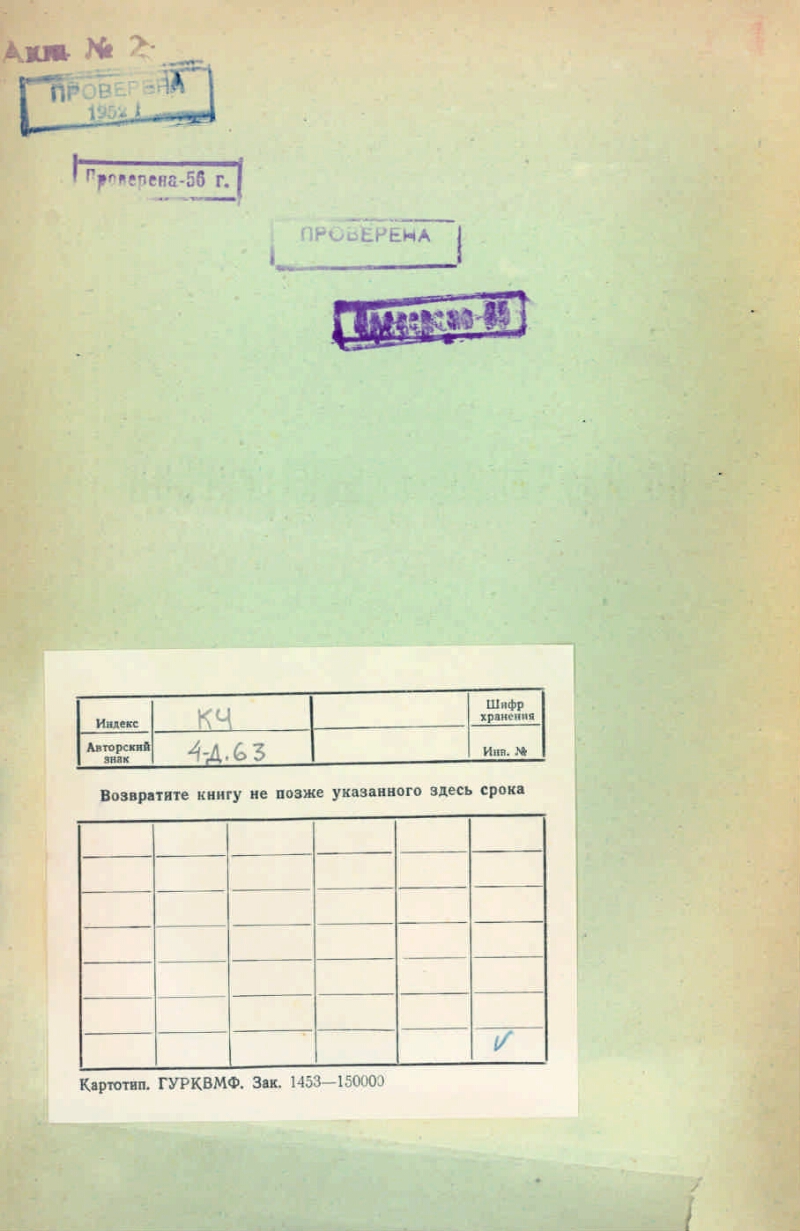 Акт № 2
ПРОВЕРЕНА
1952 г.
Проверена-56 г.
ПРОВЕРЕНА
Индекс КЧ
Шифр хранения
Авторский знак 4-Д.63
Инв. №
Возвратите книгу не позже указанного здесь срока
Картотип. ГУРКВМФ. Зак. 1453—150000